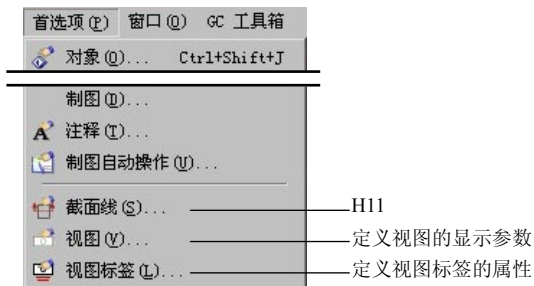 首选项(P) 窗口(O) GC 工具箱
对象(O)... Ctrl+Shift+J
制图(D)...
注释(T)...
制图自动操作(U)...
截面线(S)... H11
视图(V)... 定义视图的显示参数
视图标签(L)... 定义视图标签的属性